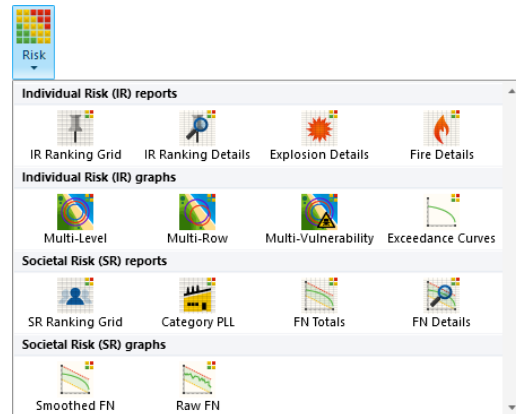 Risk
Individual Risk (IR) reports
IR Ranking Grid IR Ranking Details Explosion Details Fire Details
Individual Risk (IR) graphs
Multi-Level Multi-Row Multi-Vulnerability Exceedance Curves
Societal Risk (SR) reports
SR Ranking Grid Category PLL FN Totals FN Details
Societal Risk (SR) graphs
Smoothed FN Raw FN